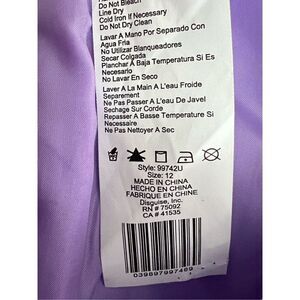 Do Not Bleach
Line Dry
Cold Iron If Necessary
Do Not Dry Clean
Lavar A Mano Por Separado Con
Agua Fria
No Utilizar Blanqueadores
Secar Colgada
Planchar A Baja Temperatura Si Es
Necesario
No Lavar En Seco
Laver A La Main A L'eau Froide
Separement
Ne Pas Passer A L'eau De Javel
Sechage Sur Corde
Repasser A Basse Temperature Si
Necessaire
Ne Pas Nettoyer A Sec
Style: 99742U
Size: 12
MADE IN CHINA
HECHO EN CHINA
FABRIQUE EN CHINE
Disguise, Inc.
RN # 75092
CA # 41535
039897997469